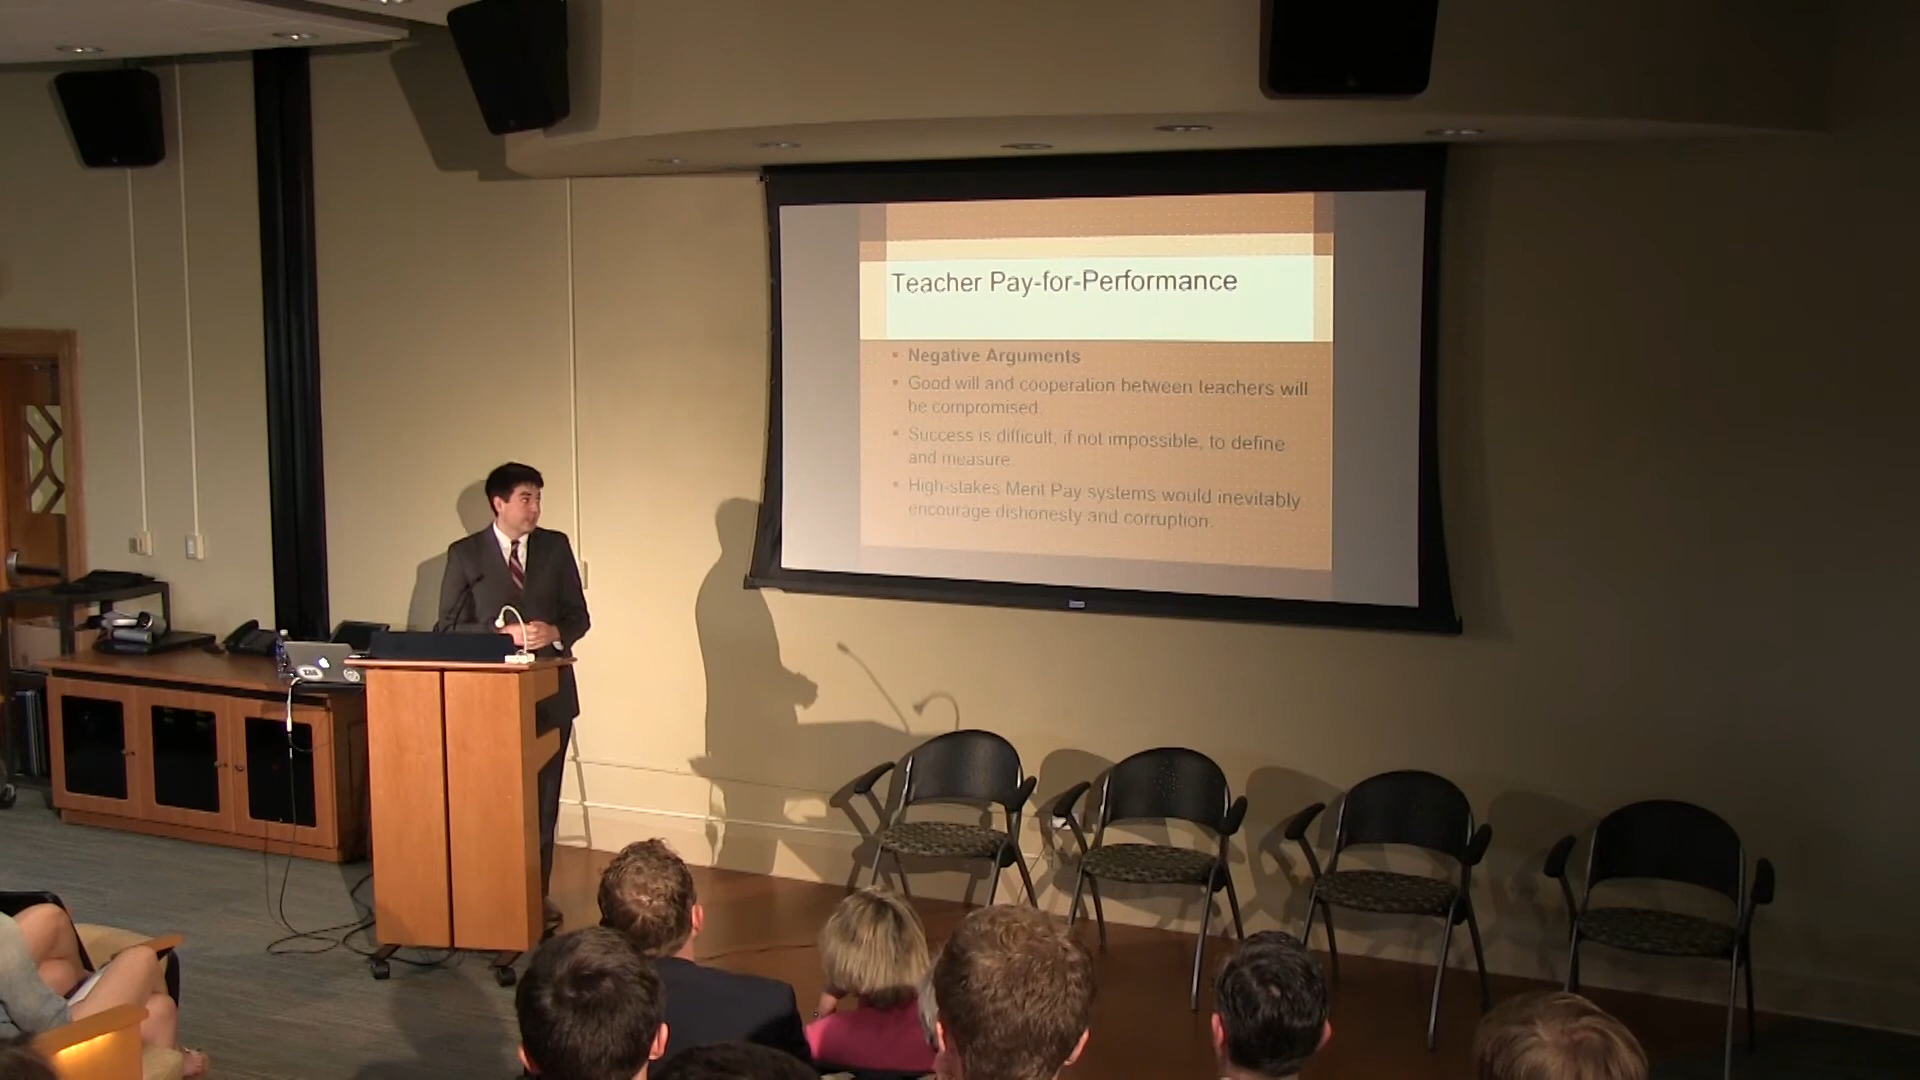 Teacher Pay-for-Performance
▪ Negative Arguments
▪ Good will and cooperation between teachers will
be compromised.
▪ Success is difficult, if not impossible, to define
and measure.
▪ High-stakes Merit Pay systems would inevitably
encourage dishonesty and corruption.